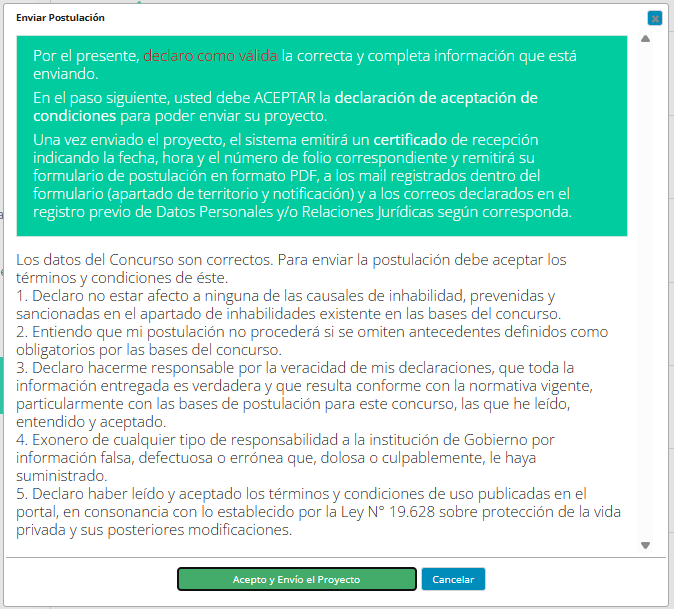 Enviar Postulación
Por el presente, declaro como válida la correcta y completa información que está
enviando.
En el paso siguiente, usted debe ACEPTAR la declaración de aceptación de
condiciones para poder enviar su proyecto.
Una vez enviado el proyecto, el sistema emitirá un certificado de recepción
indicando la fecha, hora y el número de folio correspondiente y remitirá su
formulario de postulación en formato PDF, a los mail registrados dentro del
formulario (apartado de territorio y notificación) y a los correos declarados en el
registro previo de Datos Personales y/o Relaciones Jurídicas según corresponda.
Los datos del Concurso son correctos. Para enviar la postulación debe aceptar los
términos y condiciones de éste.
1. Declaro no estar afecto a ninguna de las causales de inhabilidad, prevenidas y
sancionadas en el apartado de inhabilidades existente en las bases del concurso.
2. Entiendo que mi postulación no procederá si se omiten antecedentes definidos como
obligatorios por las bases del concurso.
3. Declaro hacerme responsable por la veracidad de mis declaraciones, que toda la
información entregada es verdadera y que resulta conforme con la normativa vigente,
particularmente con las bases de postulación para este concurso, las que he leído,
entendido y aceptado.
4. Exonero de cualquier tipo de responsabilidad a la institución de Gobierno por
información falsa, defectuosa o errónea que, dolosa o culpablemente, le haya
suministrado.
5. Declaro haber leído y aceptado los términos y condiciones de uso publicadas en el
portal, en consonancia con lo establecido por la Ley N° 19.628 sobre protección de la vida
privada y sus posteriores modificaciones.
Acepto y Envío el Proyecto
Cancelar